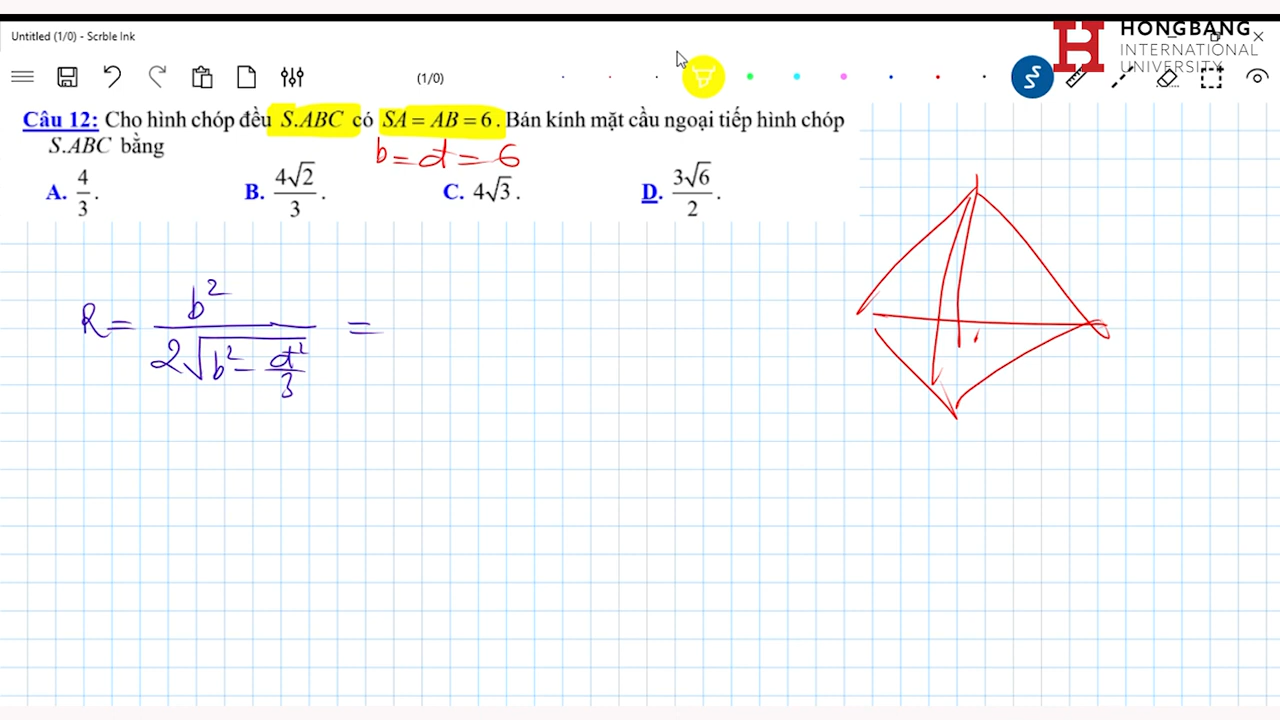 HONGBANG
INTERNATIONAL
UNIVERSITY
Untitled (1/0) - Scrble Ink
(1/0)
Câu 12: Cho hình chóp đều S.ABC có SA = AB = 6. Bán kính mặt cầu ngoại tiếp hình chóp
S.ABC bằng
b = a = 6
A. 4/3. B. 4√2/3. C. 4√3. D. 3√6/2.
R = b²/(2√(b² - a²/3)) =